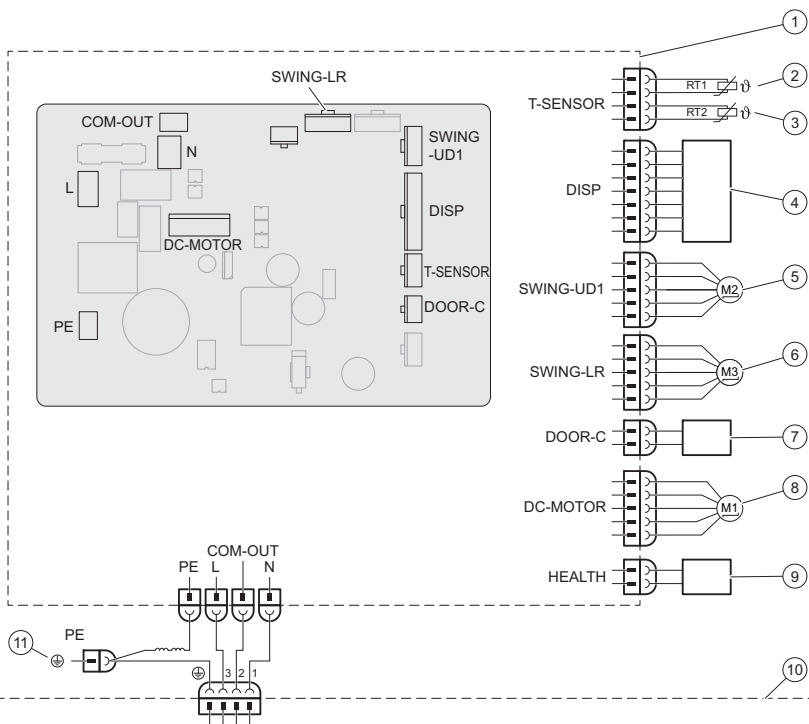 1
SWING-LR
2
RT1 ϑ
T-SENSOR
COM-OUT
RT2 ϑ
3
SWING
-UD1
N
L
DISP
4
DISP
DC-MOTOR
T-SENSOR
5
SWING-UD1
M2
DOOR-C
PE
6
SWING-LR
M3
DOOR-C
7
8
DC-MOTOR
M1
COM-OUT
PE L N
HEALTH
9
11
PE
3 2 1
10